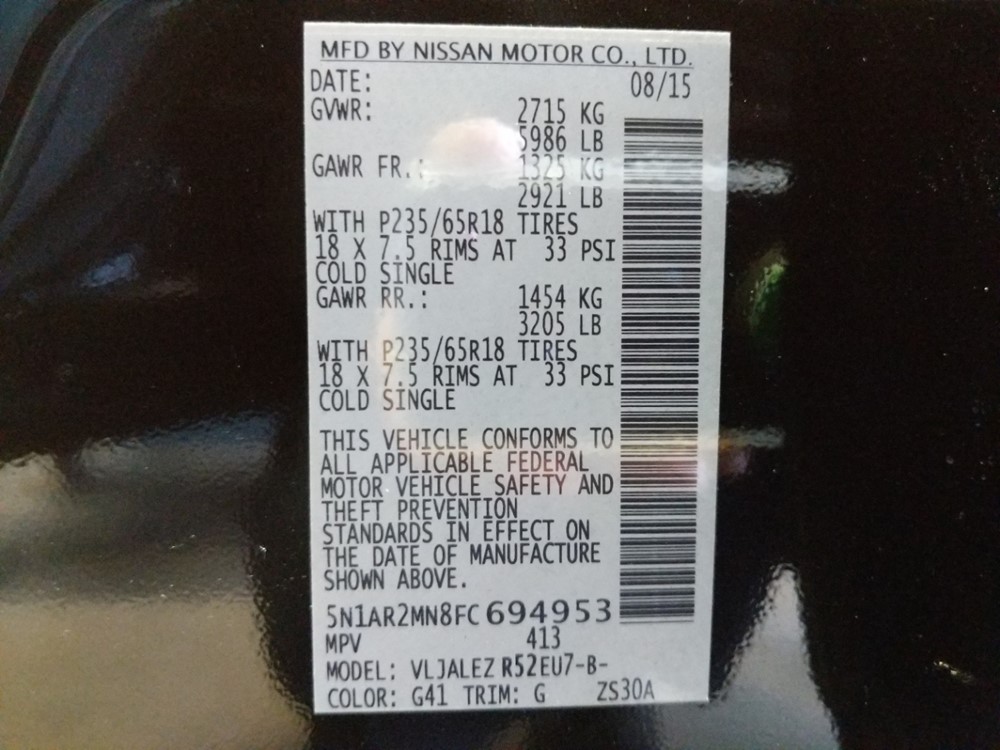 MFD BY NISSAN MOTOR CO., LTD.
DATE: 08/15
GVWR: 2715 KG
5986 LB
GAWR FR.: 1325 KG
2921 LB
WITH P235/65R18 TIRES
18 X 7.5 RIMS AT 33 PSI
COLD SINGLE
GAWR RR.: 1454 KG
3205 LB
WITH P235/65R18 TIRES
18 X 7.5 RIMS AT 33 PSI
COLD SINGLE
THIS VEHICLE CONFORMS TO
ALL APPLICABLE FEDERAL
MOTOR VEHICLE SAFETY AND
THEFT PREVENTION
STANDARDS IN EFFECT ON
THE DATE OF MANUFACTURE
SHOWN ABOVE.
5N1AR2MN8FC694953
MPV 413
MODEL: VLJALEZ R52EU7-B-
COLOR: G41 TRIM: G ZS30A